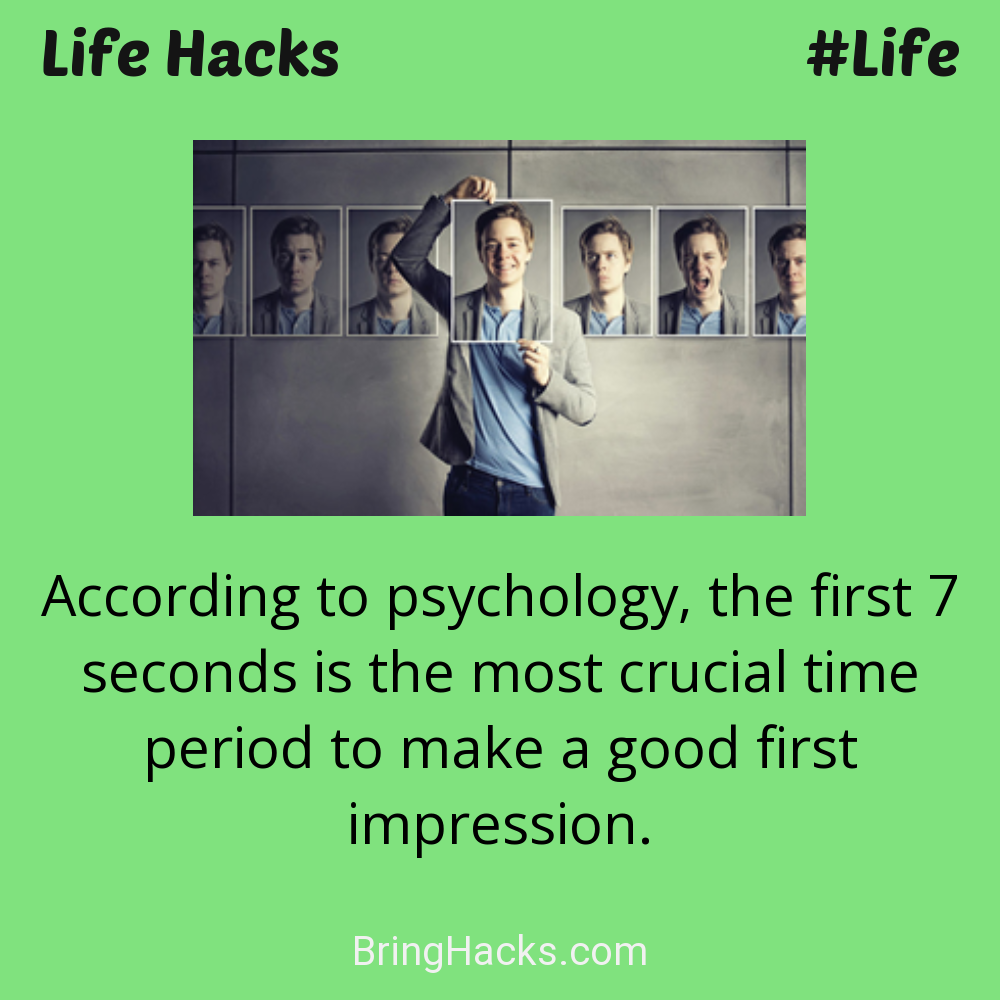 Life Hacks
#Life
According to psychology, the first 7
seconds is the most crucial time
period to make a good first
impression.
BringHacks.com